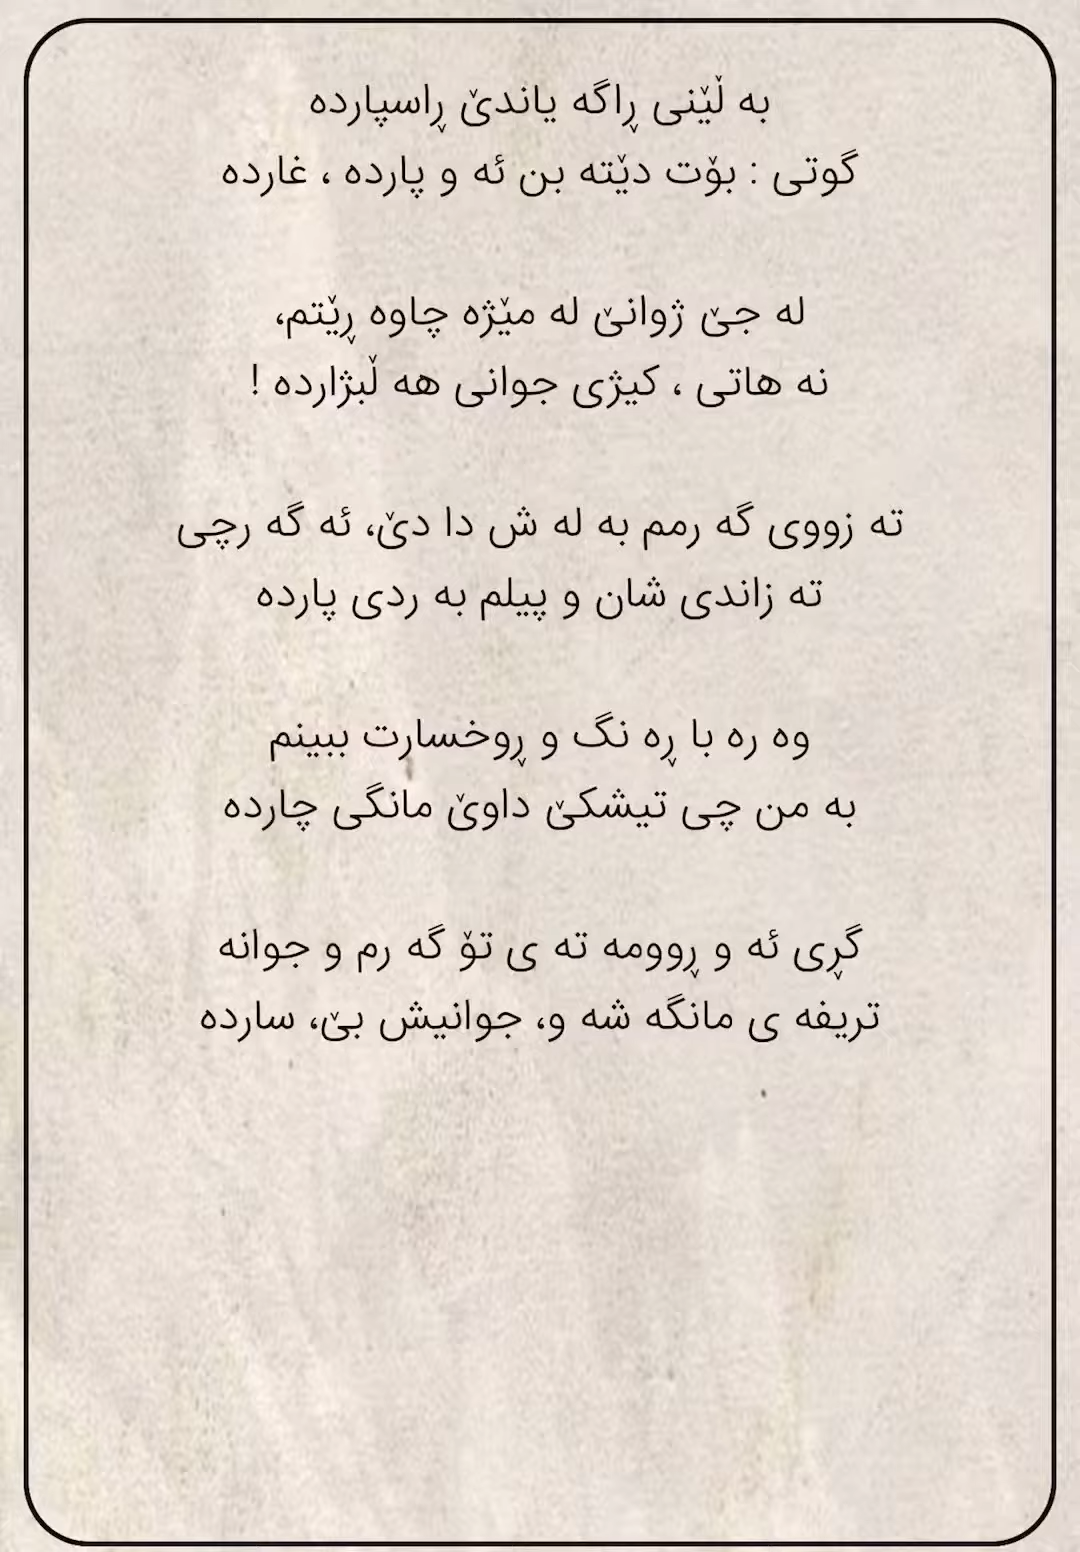 به ڵێنی ڕاگه یاندێ ڕاسپارده
گوتی : بۆت دێته بن ئه و پارده ، غارده
له جێ ژوانێ له مێژه چاوه ڕێتم،
نه هاتی ، کیژی جوانی هه ڵبژارده !
ته زووی گه رمم به له ش دا دێ، ئه گه رچی
ته زاندی شان و پیلم به ردی پارده
وه ره با ڕه نگ و ڕوخسارت ببینم
به من چی تیشکێ داوێ مانگی چارده
گڕی ئه و ڕوومه ته ی تۆ گه رم و جوانه
تریفه ی مانگه شه و، جوانیش بێ، سارده